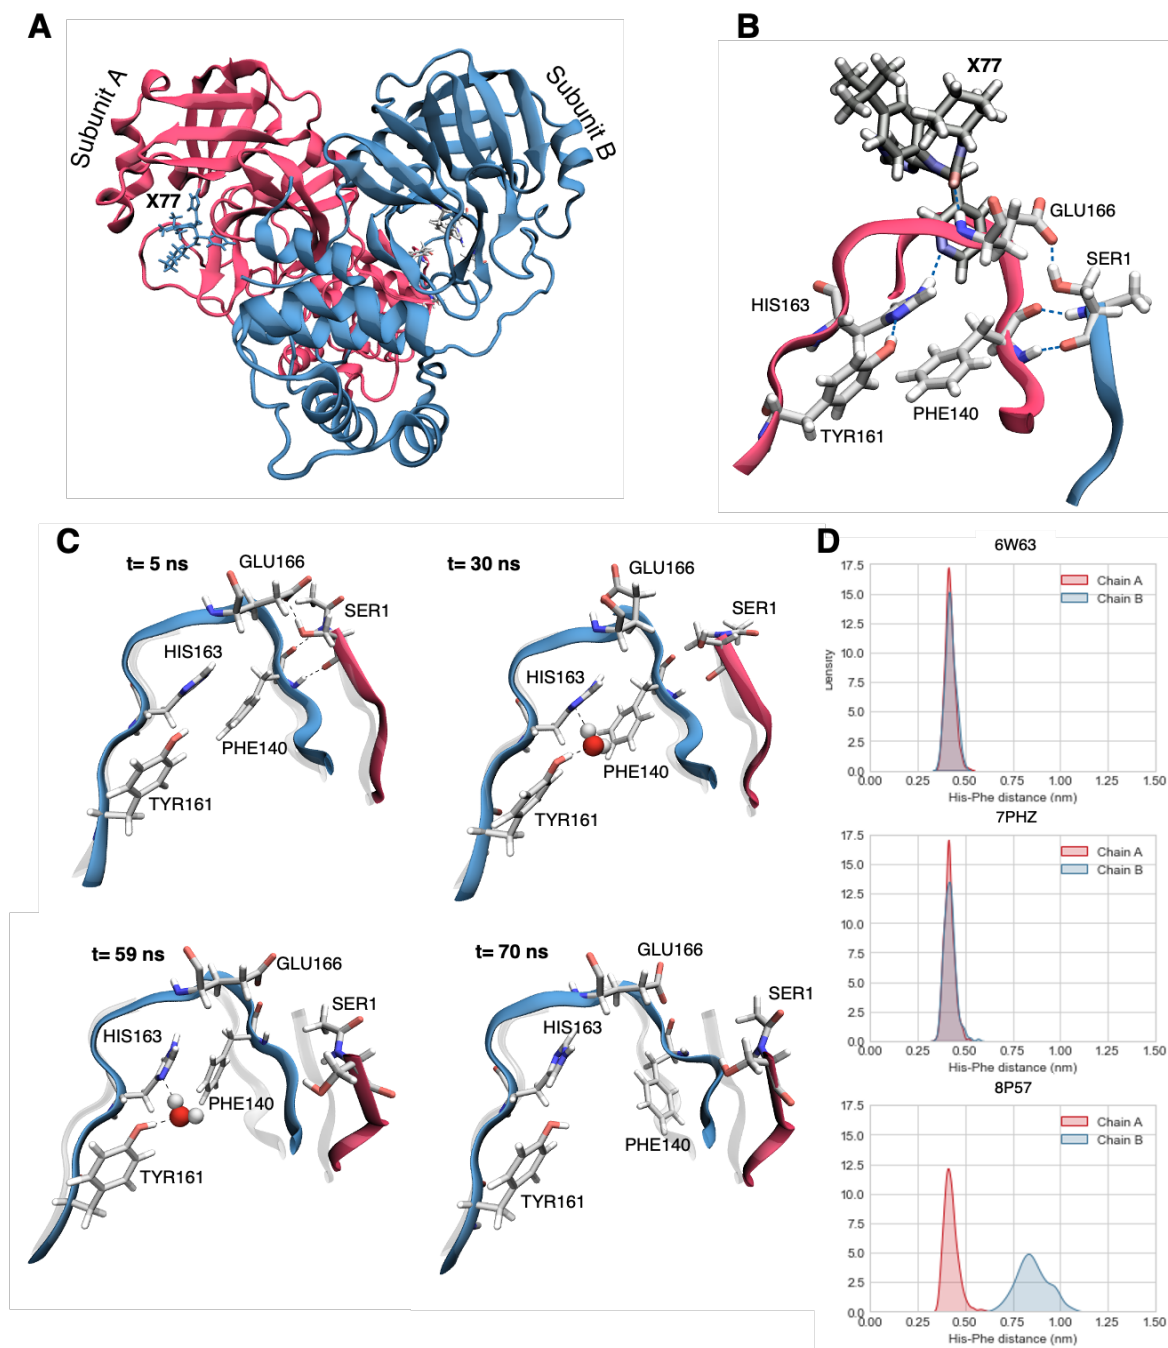 A
Subunit A
Subunit B
X77
B
X77
GLU166
SER1
HIS163
PHE140
TYR161
C
t= 5 ns
GLU166
SER1
HIS163
PHE140
TYR161
t= 30 ns
GLU166
SER1
HIS163
PHE140
TYR161
t= 59 ns
GLU166
SER1
HIS163
PHE140
TYR161
t= 70 ns
GLU166
SER1
HIS163
PHE140
TYR161
D
6W63
17.5
15.0
12.5
10.0
7.5
5.0
2.5
0.0
Density
Chain A
Chain B
0.00 0.25 0.50 0.75 1.00 1.25 1.50
His-Phe distance (nm)
7PHZ
17.5
15.0
12.5
10.0
7.5
5.0
2.5
0.0
Chain A
Chain B
0.00 0.25 0.50 0.75 1.00 1.25 1.50
His-Phe distance (nm)
8P57
17.5
15.0
12.5
10.0
7.5
5.0
2.5
0.0
Chain A
Chain B
0.00 0.25 0.50 0.75 1.00 1.25 1.50
His-Phe distance (nm)